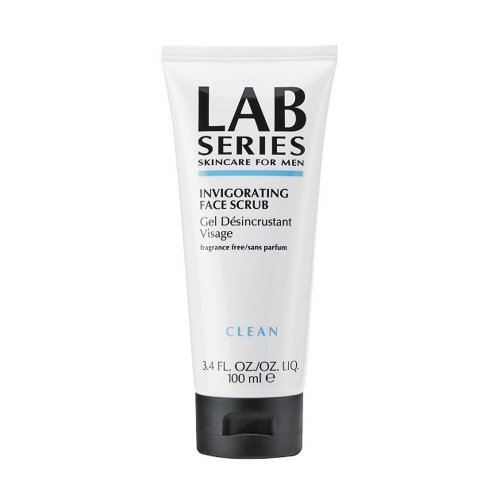 LAB
SERIES
SKINCARE FOR MEN
INVIGORATING
FACE SCRUB
Gel Désincrustant
Visage
fragrance free/sans parfum
CLEAN
3.4 FL. OZ./OZ. LIQ.
100 ml ℮